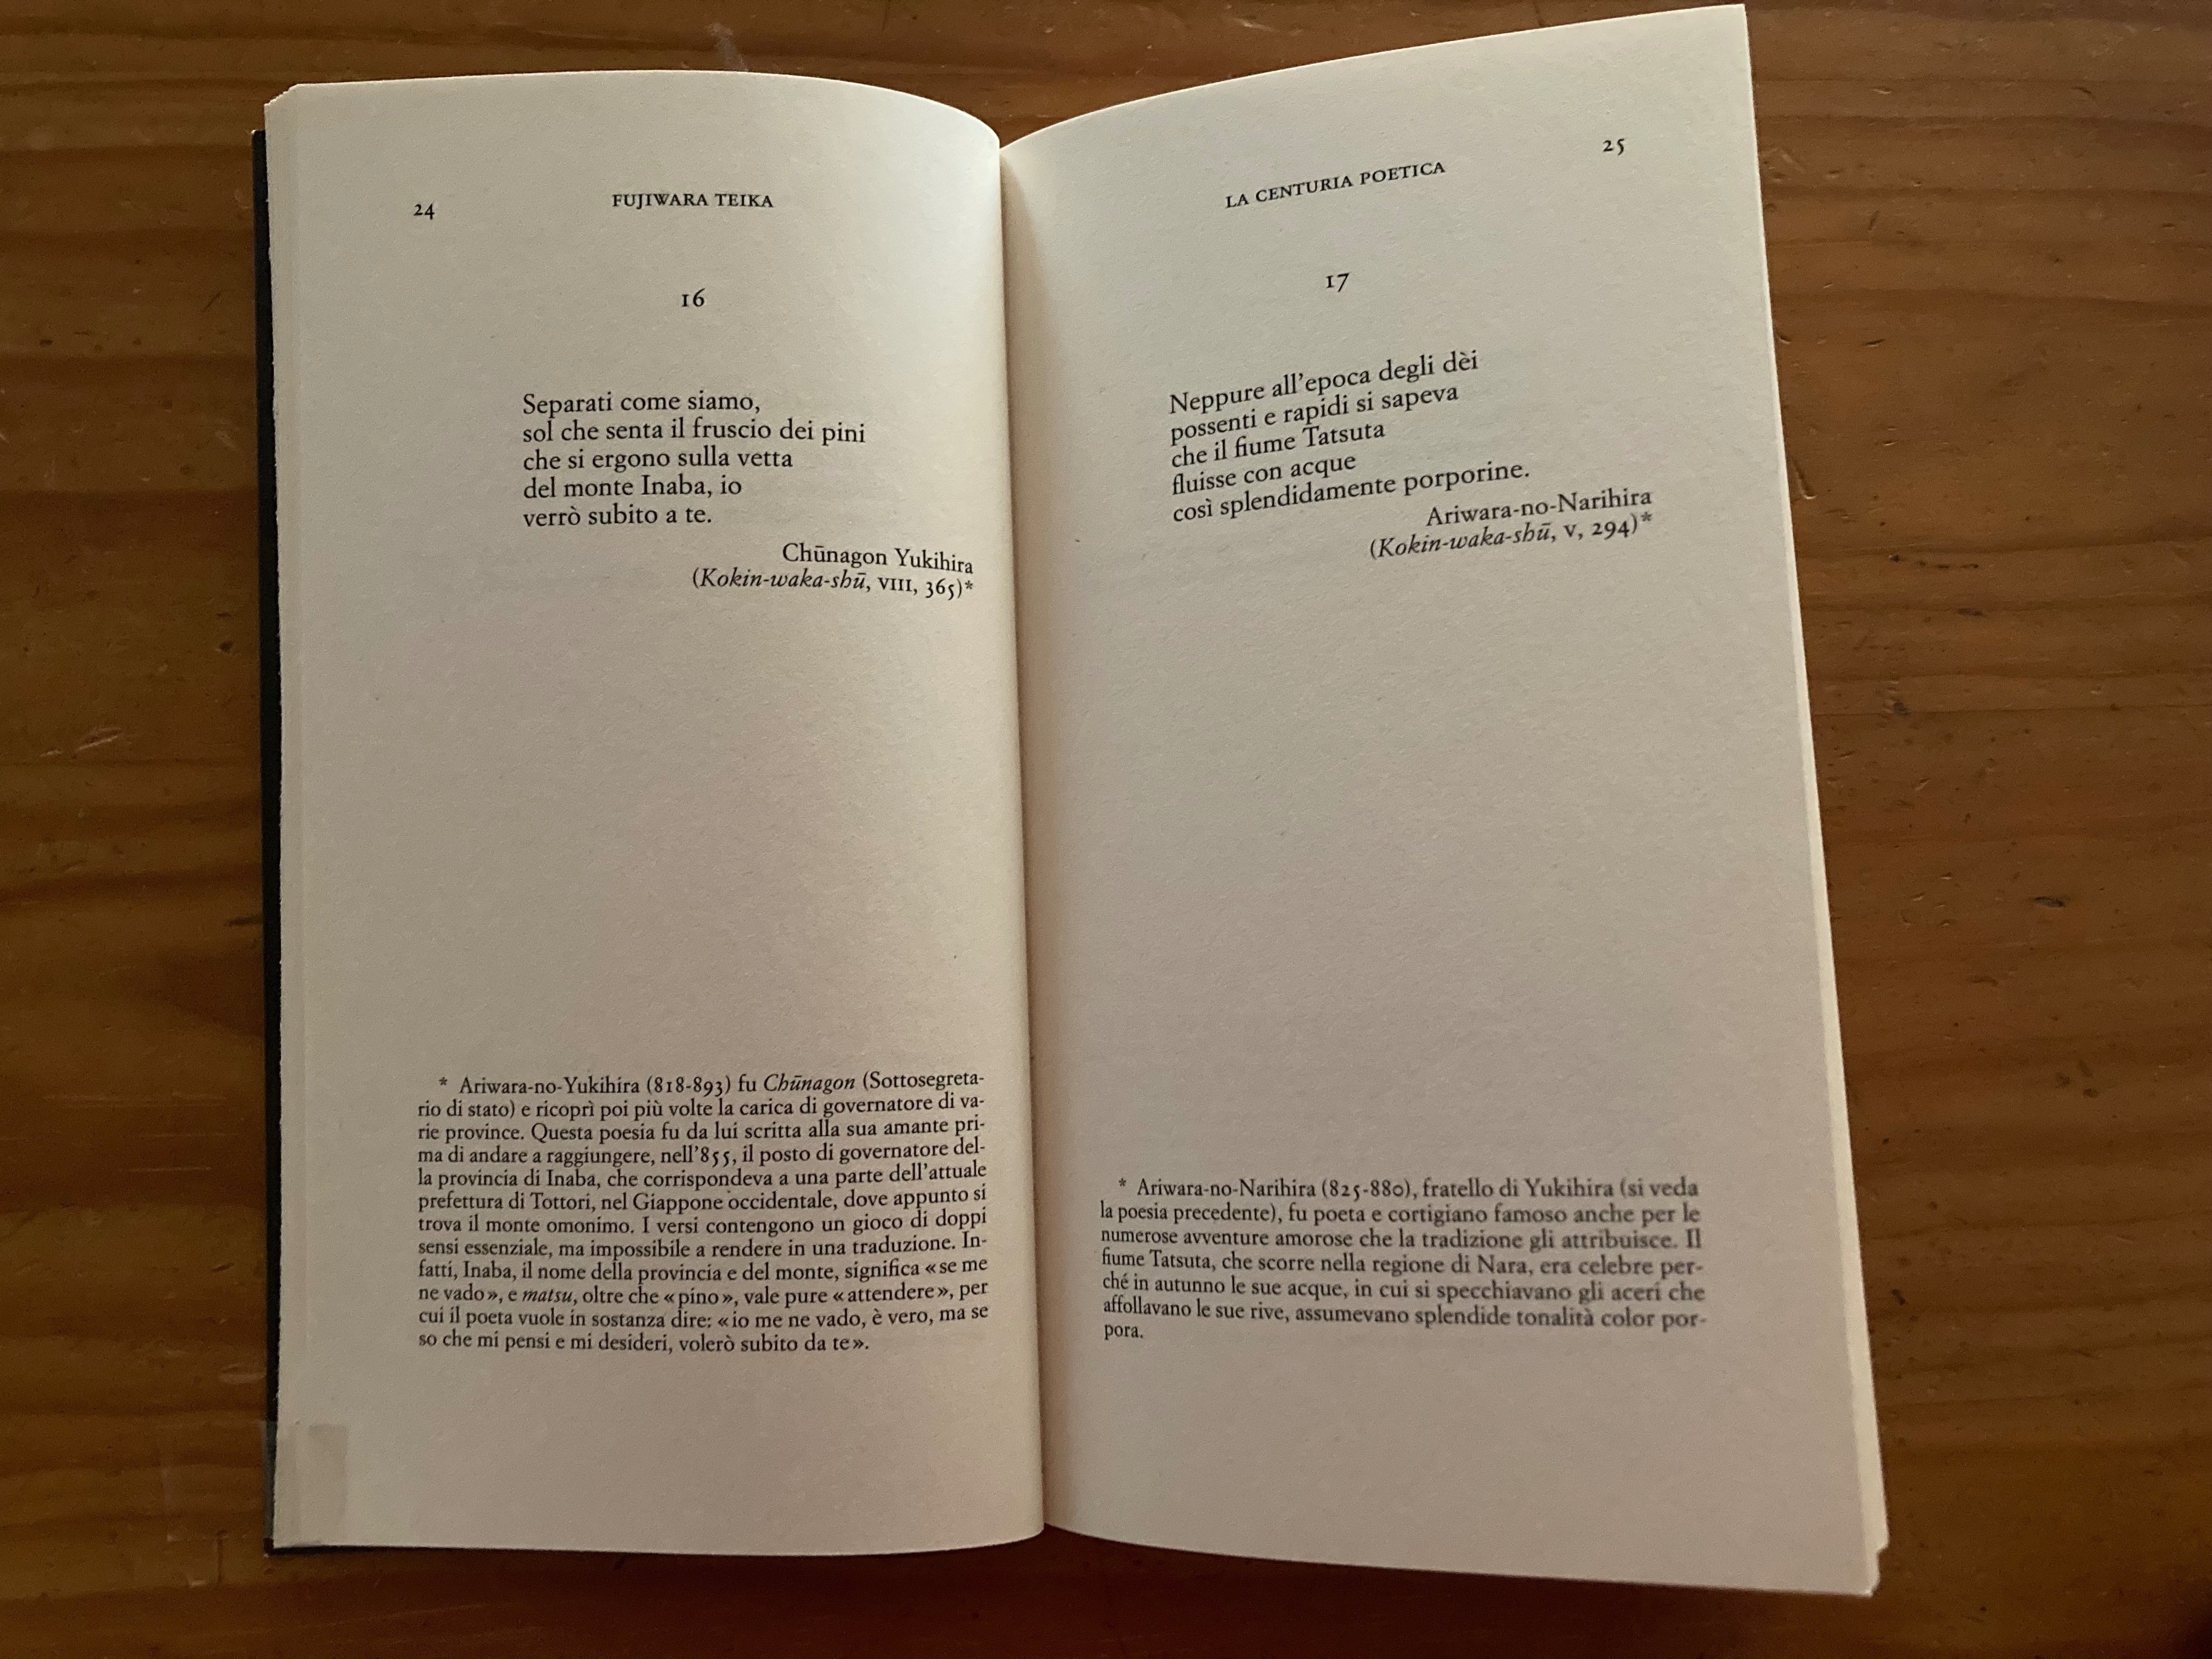 24
FUJIWARA TEIKA
16
Separati come siamo,
sol che senta il fruscio dei pini
che si ergono sulla vetta
del monte Inaba, io
verrò subito a te.
Chūnagon Yukihira
(Kokin-waka-shū, VIII, 365)*
* Ariwara-no-Yukihira (818-893) fu Chūnagon (Sottosegreta-
rio di stato) e ricoprì poi più volte la carica di governatore di va-
rie province. Questa poesia fu da lui scritta alla sua amante pri-
ma di andare a raggiungere, nell'855, il posto di governatore del-
la provincia di Inaba, che corrispondeva a una parte dell'attuale
prefettura di Tottori, nel Giappone occidentale, dove appunto si
trova il monte omonimo. I versi contengono un gioco di doppi
sensi essenziale, ma impossibile a rendere in una traduzione. In-
fatti, Inaba, il nome della provincia e del monte, significa «se me
ne vado», e matsu, oltre che «pino», vale pure «attendere», per
cui il poeta vuole in sostanza dire: «io me ne vado, è vero, ma se
so che mi pensi e mi desideri, volerò subito da te».
LA CENTURIA POETICA
25
17
Neppure all'epoca degli dèi
possenti e rapidi si sapeva
che il fiume Tatsuta
fluisse con acque
così splendidamente porporine.
Ariwara-no-Narihira
(Kokin-waka-shū, V, 294)*
* Ariwara-no-Narihira (825-880), fratello di Yukihira (si veda
la poesia precedente), fu poeta e cortigiano famoso anche per le
numerose avventure amorose che la tradizione gli attribuisce. Il
fiume Tatsuta, che scorre nella regione di Nara, era celebre per-
ché in autunno le sue acque, in cui si specchiavano gli aceri che
affollavano le sue rive, assumevano splendide tonalità color por-
pora.